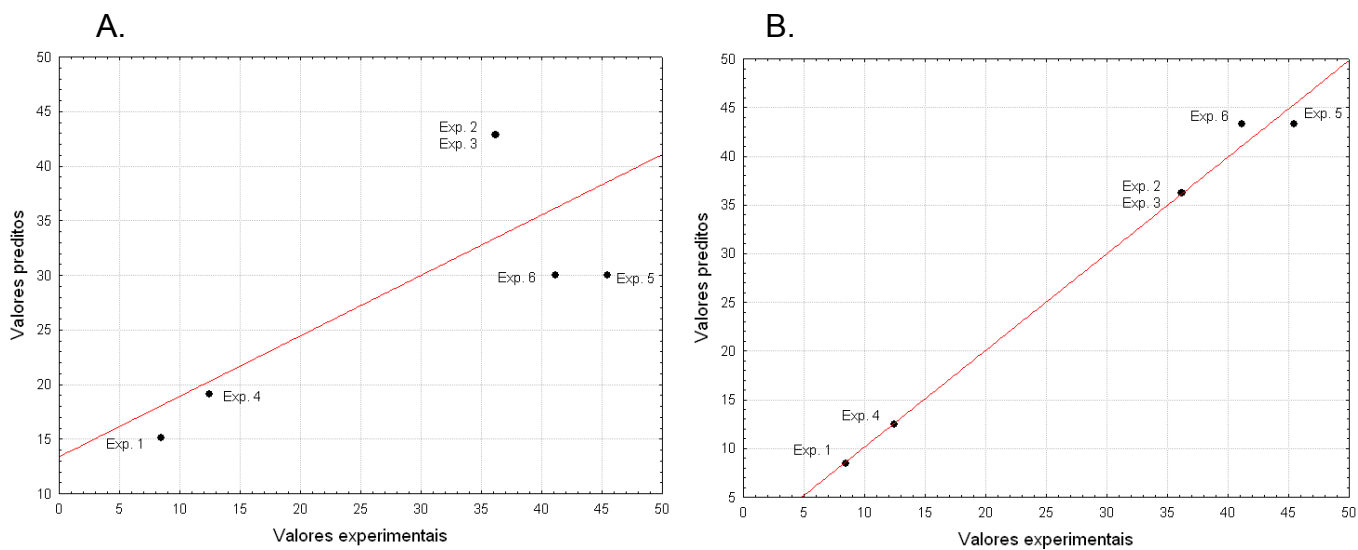 A.
50
45
40
35
30
25
20
15
10
Valores preditos
Exp. 2
Exp. 3
Exp. 6
Exp. 5
Exp. 4
Exp. 1
0 5 10 15 20 25 30 35 40 45 50
Valores experimentais
B.
50
45
40
35
30
25
20
15
10
5
Valores preditos
Exp. 6
Exp. 5
Exp. 2
Exp. 3
Exp. 4
Exp. 1
0 5 10 15 20 25 30 35 40 45 50
Valores experimentais